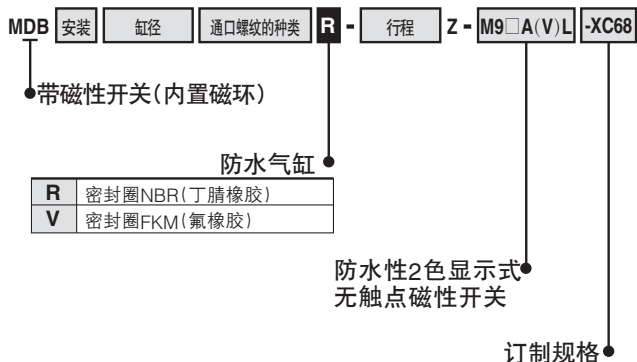 MDB 安装 缸径 通口螺纹的种类 R - 行程 Z - M9□A(V)L -XC68
带磁性开关(内置磁环)
防水气缸
R 密封圈NBR(丁腈橡胶)
V 密封圈FKM(氟橡胶)
防水性2色显示式
无触点磁性开关
订制规格